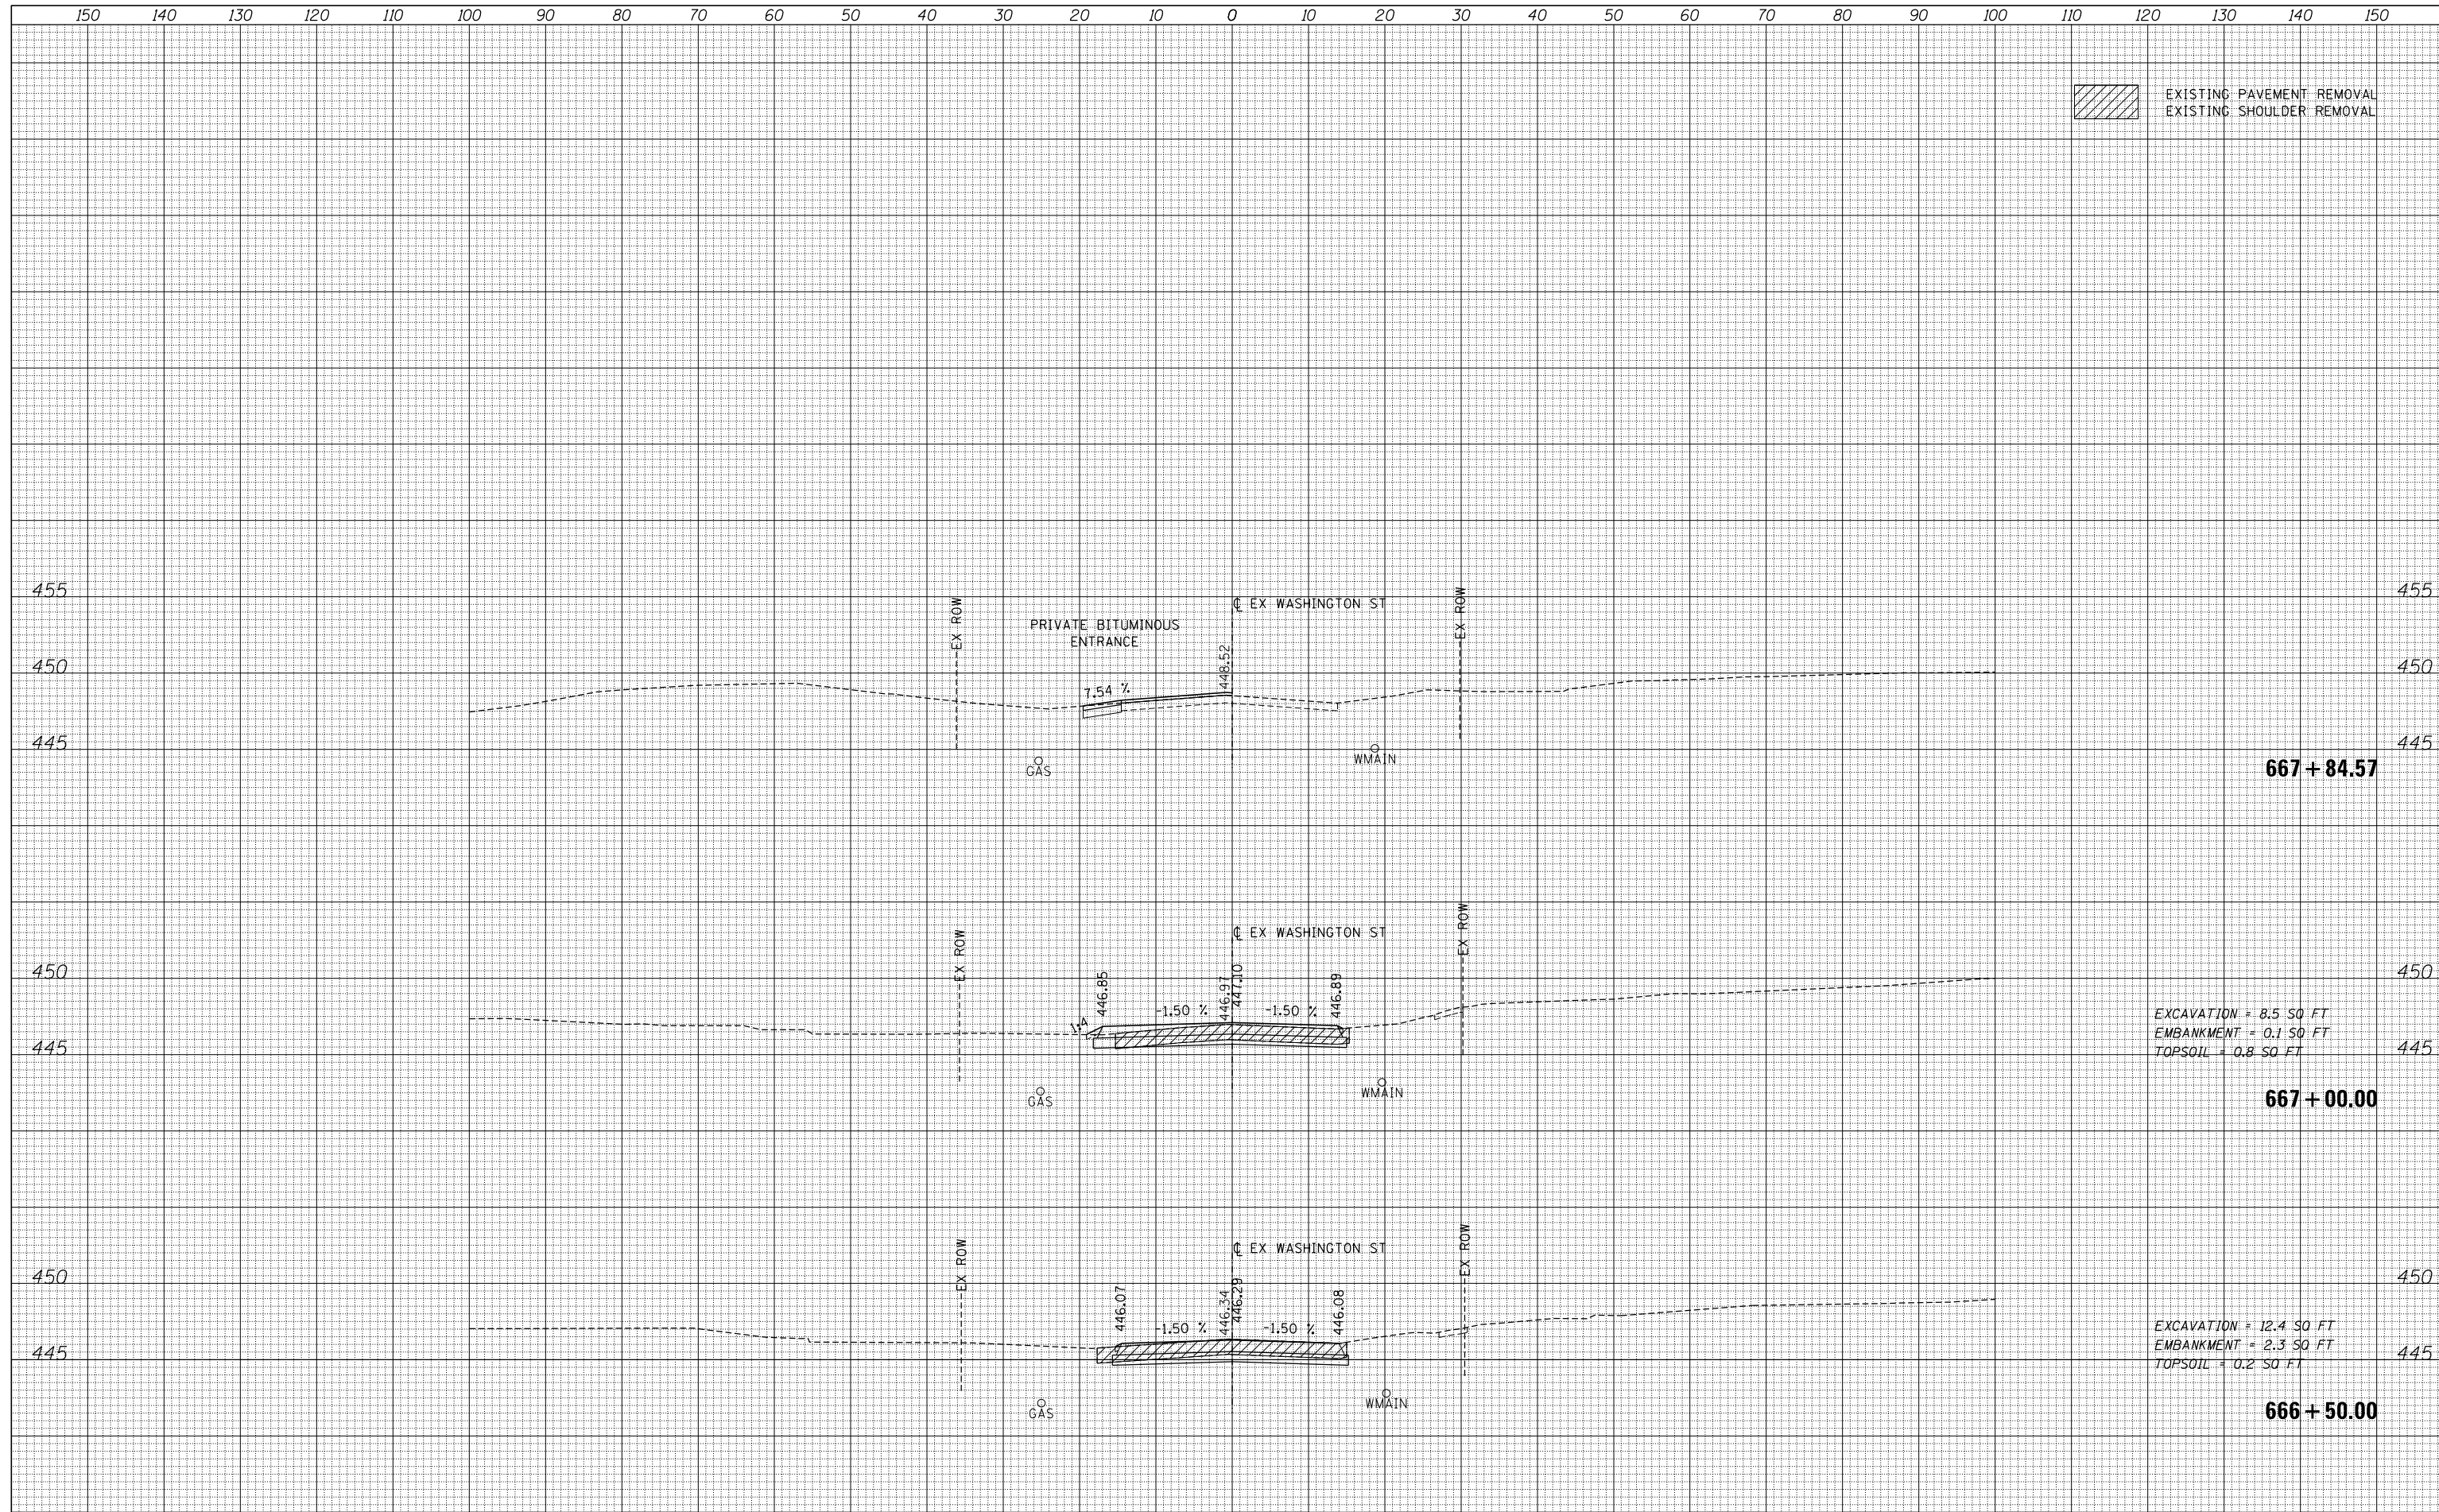 150 140 130 120 110 100 90 80 70 60 50 40 30 20 10 0 10 20 30 40 50 60 70 80 90 100 110 120 130 140 150
EXISTING PAVEMENT REMOVAL
EXISTING SHOULDER REMOVAL
455 455
EX ROW
PRIVATE BITUMINOUS
ENTRANCE
℄ EX WASHINGTON ST
EX ROW
450 450
448.52
7.54 %
445 445
GAS
WMAIN
667+84.57
EX ROW
℄ EX WASHINGTON ST
EX ROW
450 450
446.85
446.97
447.10
446.89
1:4
-1.50 %
-1.50 %
EXCAVATION = 8.5 SQ FT
EMBANKMENT = 0.1 SQ FT
445 445
TOPSOIL = 0.8 SQ FT
GAS
WMAIN
667+00.00
EX ROW
℄ EX WASHINGTON ST
EX ROW
450 450
446.07
446.34
446.29
446.08
-1.50 %
-1.50 %
EXCAVATION = 12.4 SQ FT
EMBANKMENT = 2.3 SQ FT
445 445
TOPSOIL = 0.2 SQ FT
GAS
WMAIN
666+50.00